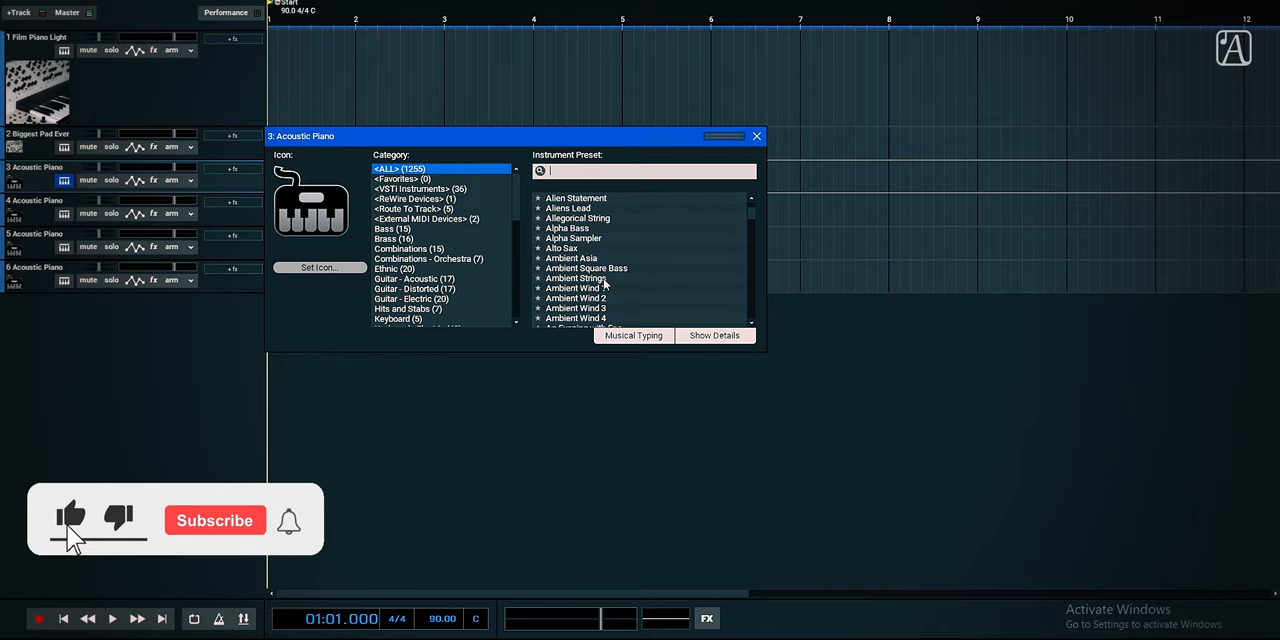 +Track Master Performance
Start
90.0 4/4 C
1 2 3 4 5 6 7 8 9 10 11 12
1 Film Piano Light
+fx
mute solo fx arm
2 Biggest Pad Ever
+fx
mute solo fx arm
3 Acoustic Piano
+fx
mute solo fx arm
4 Acoustic Piano
+fx
mute solo fx arm
5 Acoustic Piano
+fx
mute solo fx arm
6 Acoustic Piano
+fx
mute solo fx arm
A
3: Acoustic Piano
Icon:
Set Icon...
Category:
<ALL> (1255)
<Favorites> (0)
<VSTi Instruments> (36)
<ReWire Devices> (1)
<Route To Track> (5)
<External MIDI Devices> (2)
Bass (15)
Brass (16)
Combinations (15)
Combinations - Orchestra (7)
Ethnic (20)
Guitar - Acoustic (17)
Guitar - Distorted (17)
Guitar - Electric (20)
Hits and Stabs (7)
Keyboard (5)
Instrument Preset:
Alien Statement
Aliens Lead
Allegorical String
Alpha Bass
Alpha Sampler
Alto Sax
Ambient Asia
Ambient Square Bass
Ambient Strings
Ambient Wind
Ambient Wind 2
Ambient Wind 3
Ambient Wind 4
Musical Typing Show Details
Subscribe
01:01.000 4/4 90.00 C FX
Activate Windows
Go to Settings to activate Windows.